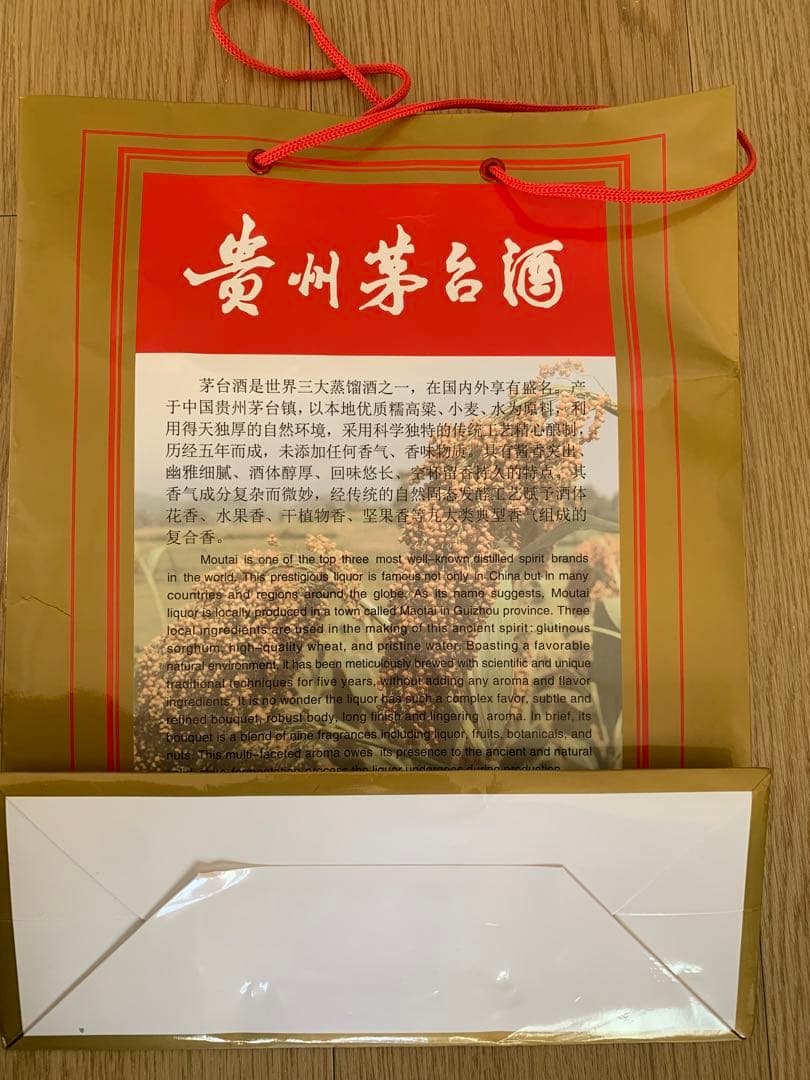 贵州茅台酒
茅台酒是世界三大蒸馏酒之一，在国内外享有盛名。产
于中国贵州茅台镇，以本地优质糯高粱、小麦、水为原料，利
用得天独厚的自然环境，采用科学独特的传统工艺精心酿制，
历经五年而成，未添加任何香气、香味物质。具有酱香突出、
幽雅细腻、酒体醇厚、回味悠长、空杯留香持久的特点，其
香气成分复杂而微妙，经传统的自然固态发酵工艺赋予酒体
花香、水果香、干植物香、坚果香等九大类典型香气组成的
复合香。
Moutai is one of the top three most well-known distilled spirit brands
in the world. This prestigious liquor is famous not only in China but in many
countries and regions around the globe. As its name suggests, Moutai
liquor is locally produced in a town called Maotai in Guizhou province. Three
local ingredients are used in the making of this ancient spirit: glutinous
sorghum, high-quality wheat, and pristine water. Boasting a favorable
natural environment, it has been meticulously brewed with scientific and unique
traditional techniques for five years, without adding any aroma and flavor
ingredients. It is no wonder the liquor has such a complex favor, subtle and
refined bouquet, robust body, long finish and lingering aroma. In brief, its
bouquet is a blend of nine fragrances including liquor, fruits, botanicals, and
nuts. This multi-faceted aroma owes its presence to the ancient and natural
fermentation process the liquor undergoes during production.